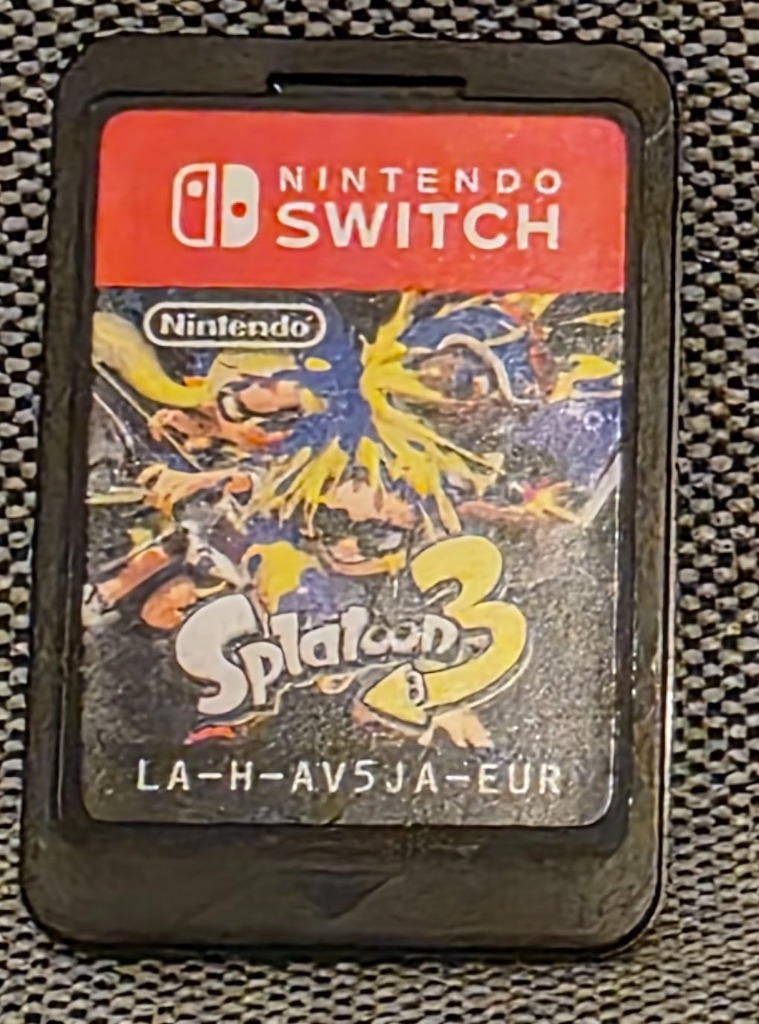 NINTENDO
SWITCH
Nintendo
Splatoon 3
LA-H-AV5JA-EUR